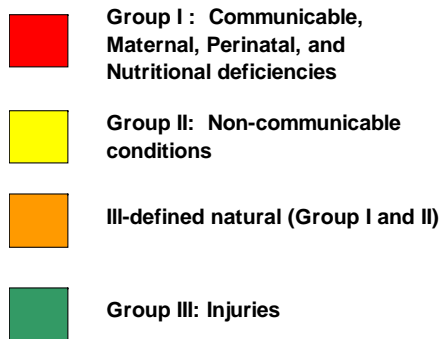 Group I : Communicable,
Maternal, Perinatal, and
Nutritional deficiencies
Group II: Non-communicable
conditions
Ill-defined natural (Group I and II)
Group III: Injuries